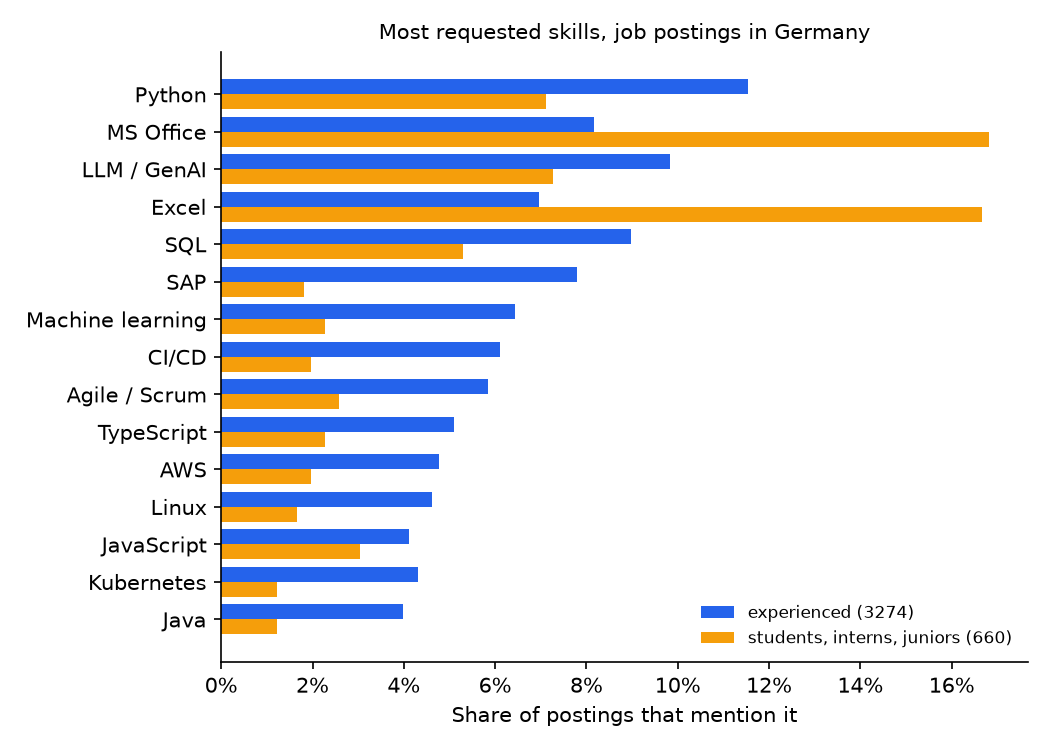 Most requested skills, job postings in Germany
Python
MS Office
LLM / GenAI
Excel
SQL
SAP
Machine learning
CI/CD
Agile / Scrum
TypeScript
AWS
Linux
JavaScript
Kubernetes
Java
experienced (3274)
students, interns, juniors (660)
0% 2% 4% 6% 8% 10% 12% 14% 16%
Share of postings that mention it